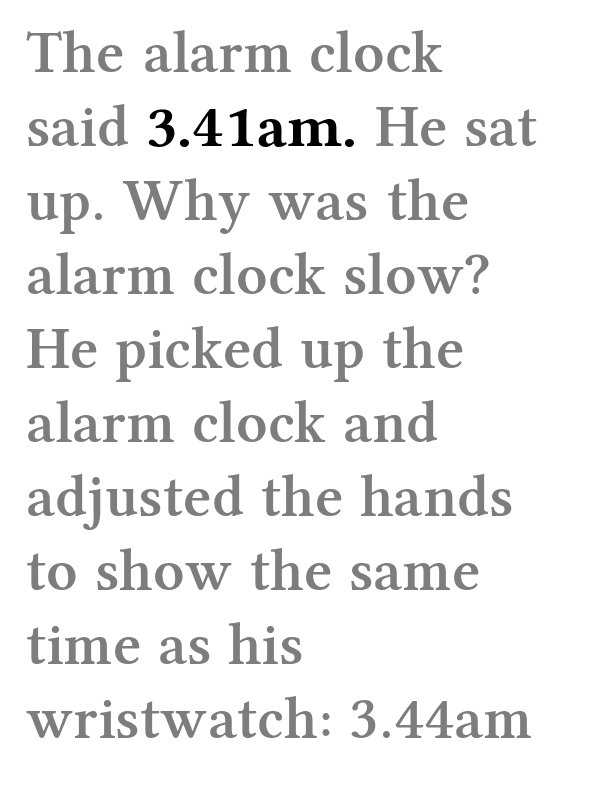 The alarm clock
said 3.41am. He sat
up. Why was the
alarm clock slow?
He picked up the
alarm clock and
adjusted the hands
to show the same
time as his
wristwatch: 3.44am